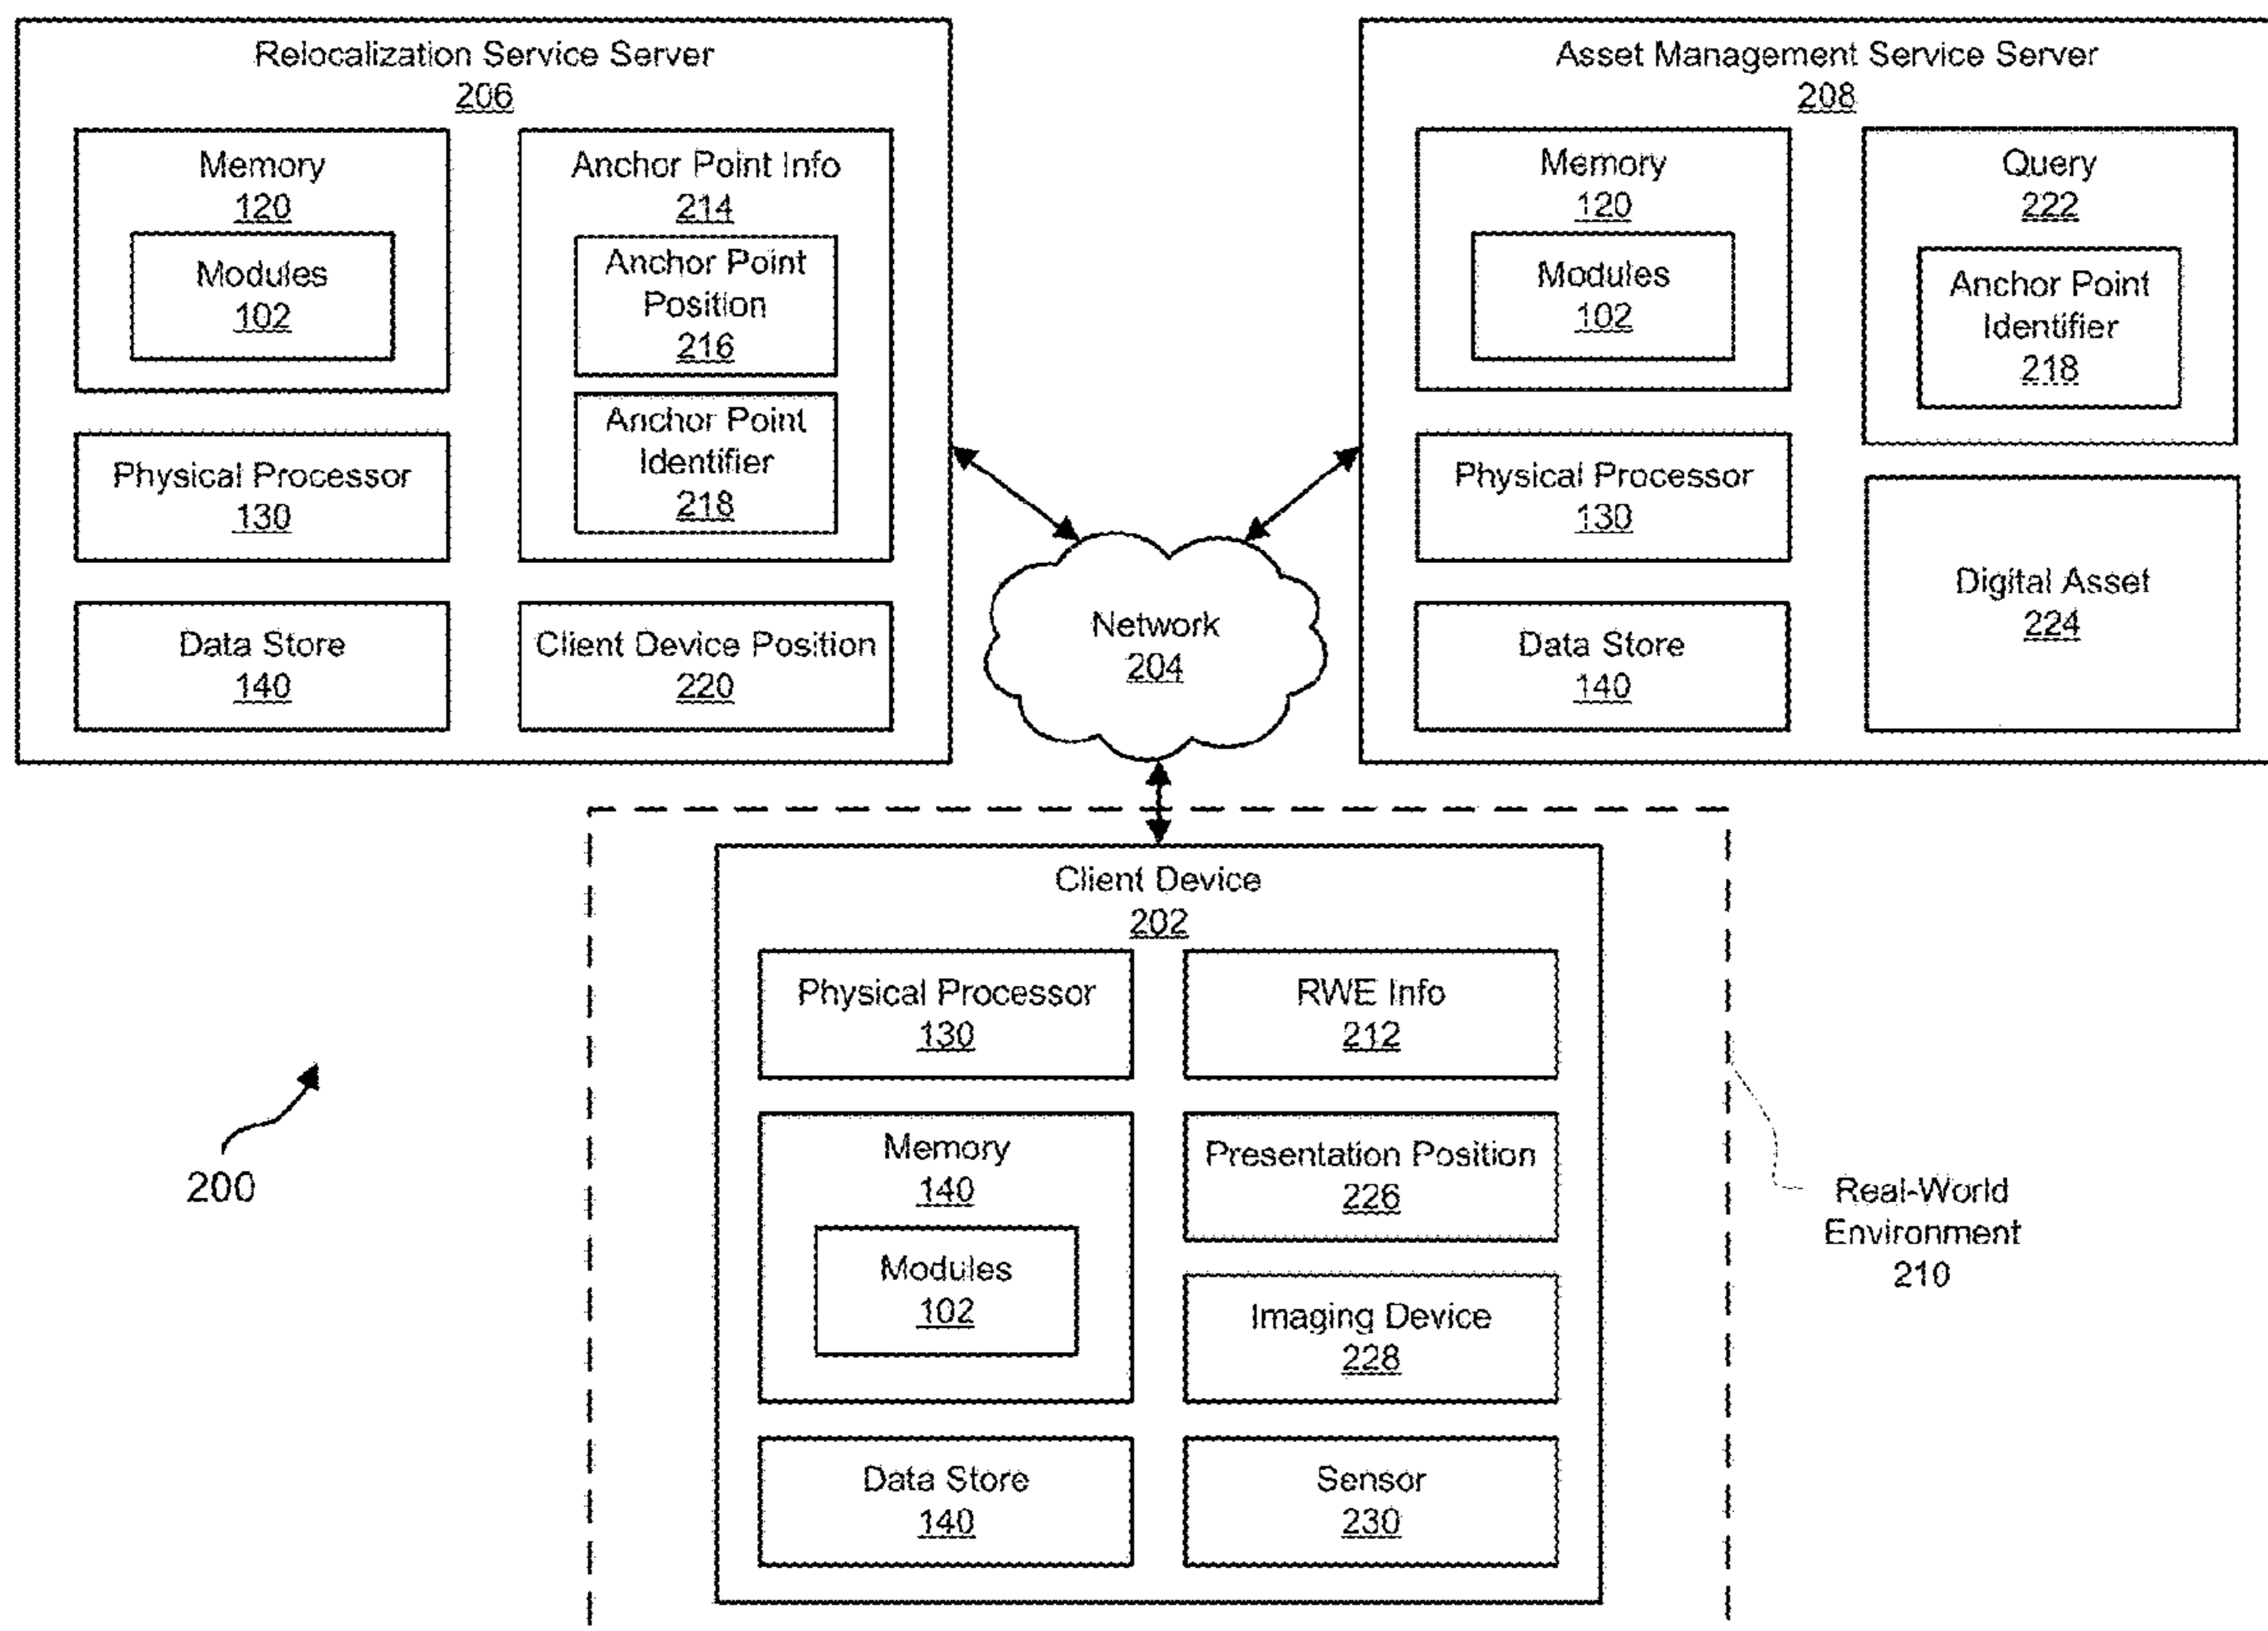 Relocalization Service Server
206
Memory
120
Modules
102
Physical Processor
130
Data Store
140
Anchor Point Info
214
Anchor Point
Position
216
Anchor Point
Identifier
218
Client Device Position
220
Asset Management Service Server
208
Memory
120
Modules
102
Physical Processor
130
Data Store
140
Query
222
Anchor Point
Identifier
218
Digital Asset
224
Network
204
Client Device
202
Physical Processor
130
Memory
140
Modules
102
Data Store
140
RWE Info
212
Presentation Position
226
Imaging Device
228
Sensor
230
200
Real-World
Environment
210